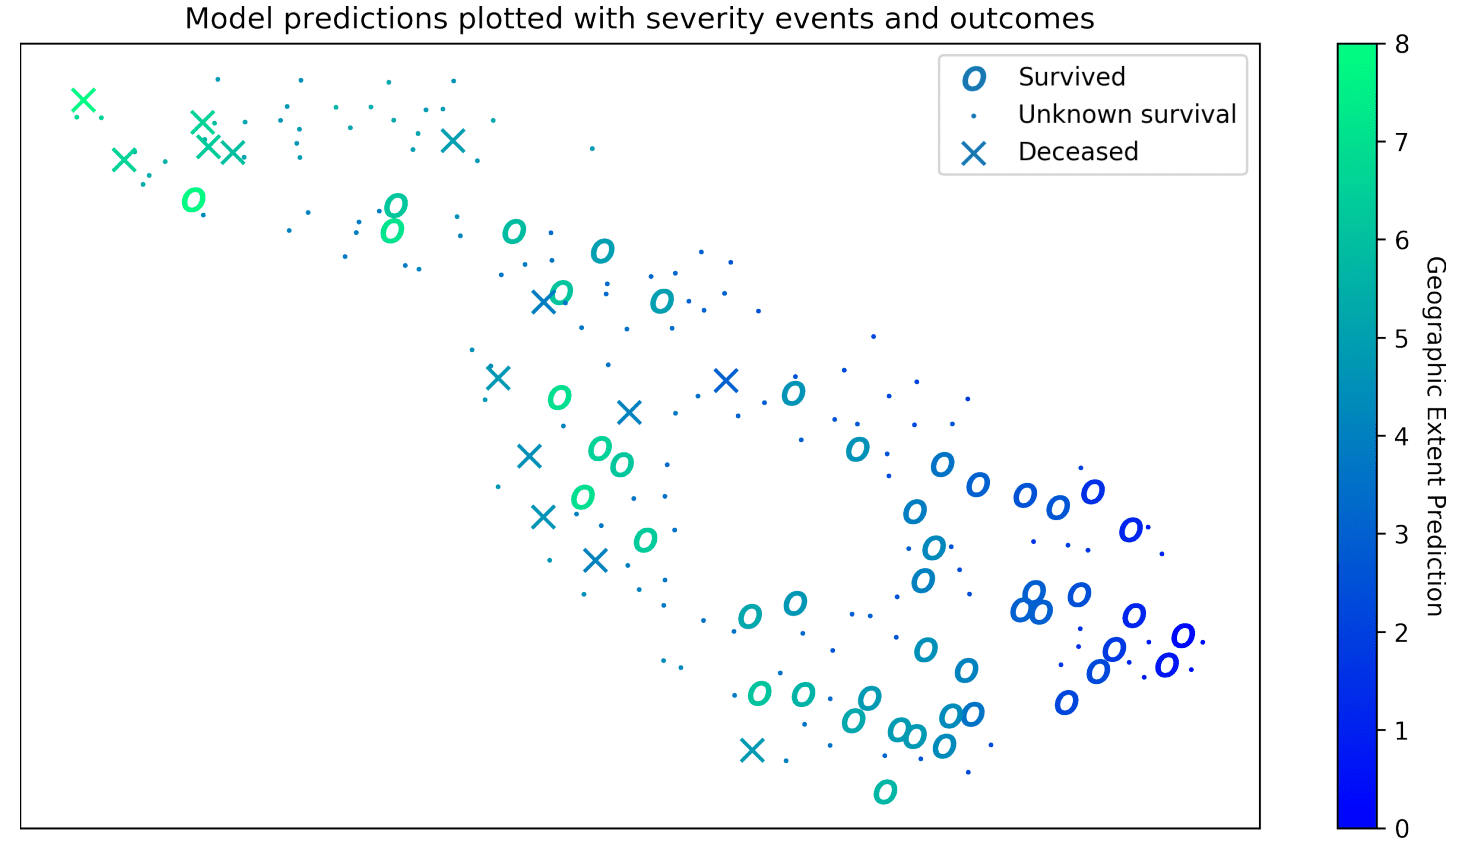 Model predictions plotted with severity events and outcomes
Survived
Unknown survival
Deceased
8
7
6
5
4
3
2
1
0
Geographic Extent Prediction